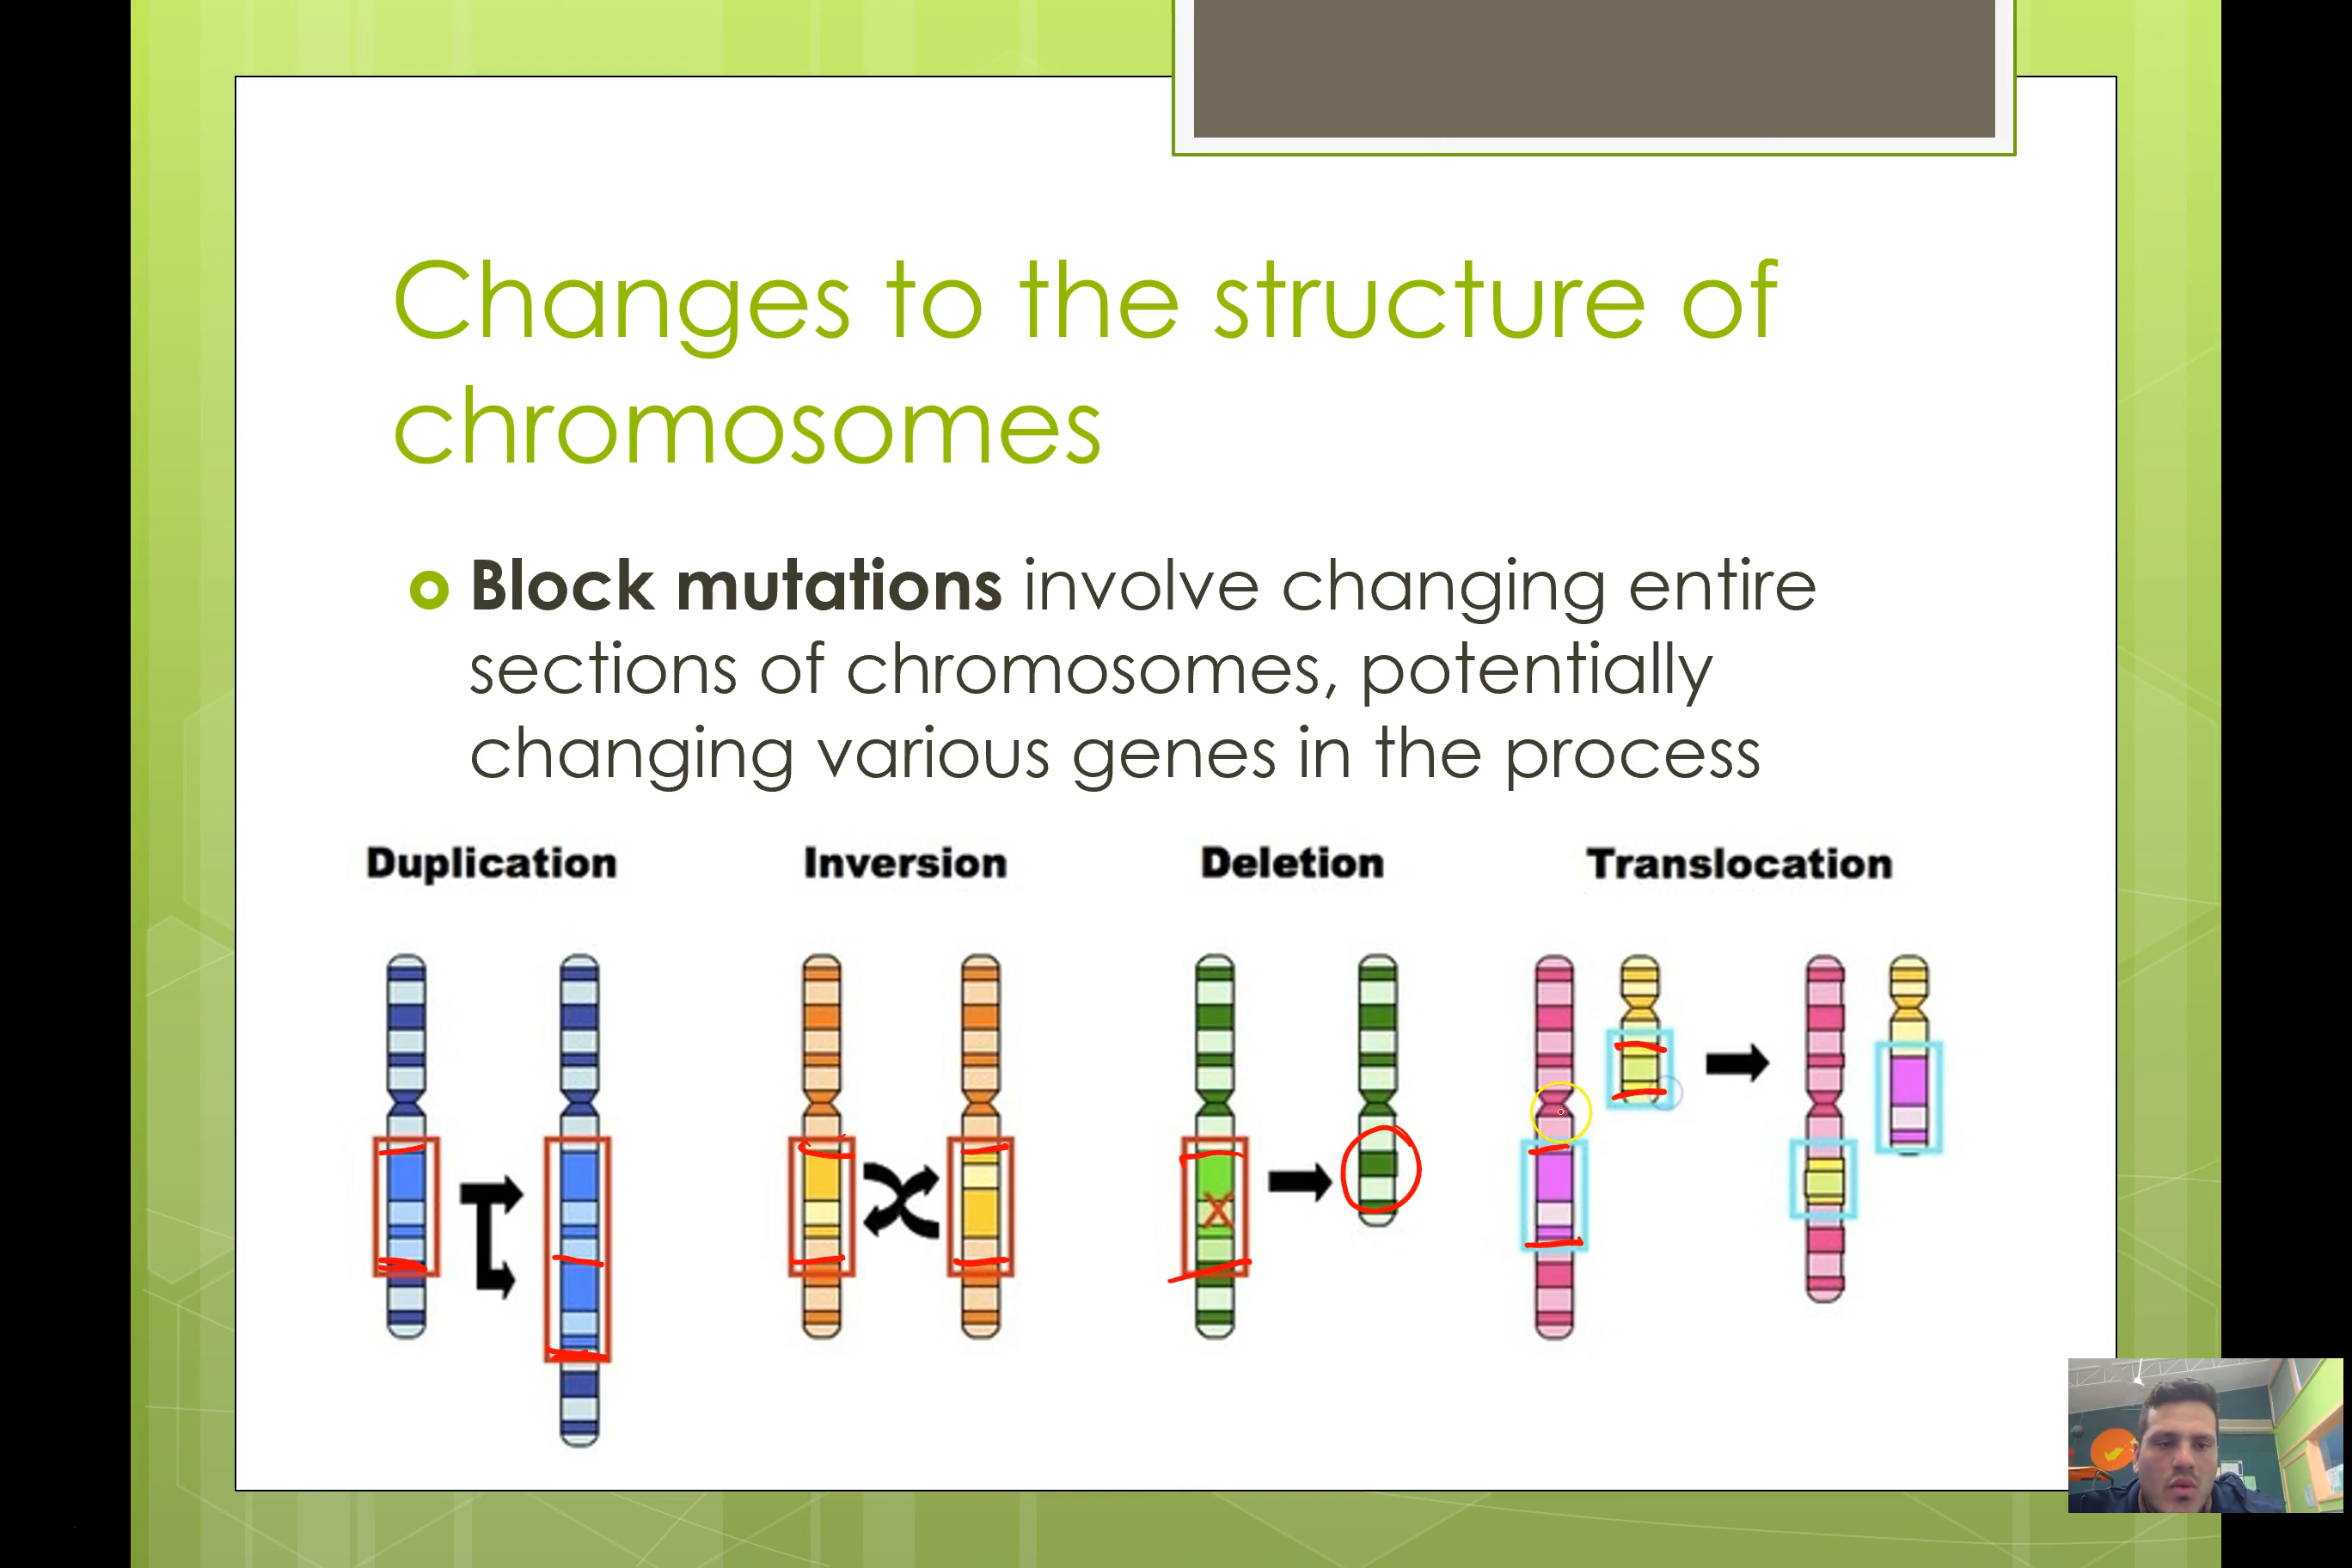 Changes to the structure of
chromosomes
Block mutations involve changing entire
sections of chromosomes, potentially
changing various genes in the process
Duplication
Inversion
Deletion
Translocation